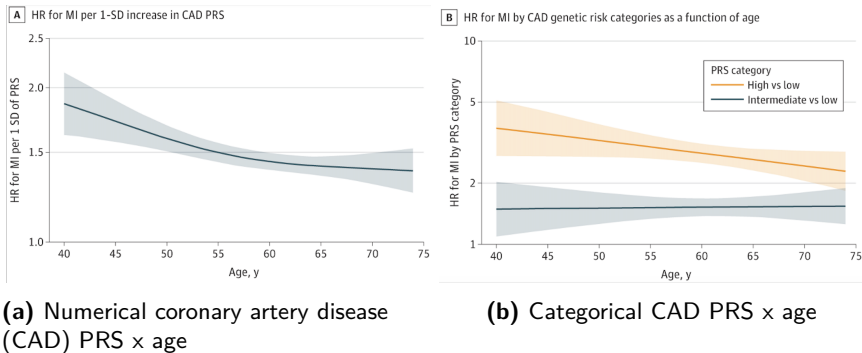 A HR for MI per 1-SD increase in CAD PRS
2.5
2.0
1.5
1.0
HR for MI per 1 SD of PRS
40 45 50 55 60 65 70 75
Age, y
(a) Numerical coronary artery disease
(CAD) PRS x age
B HR for MI by CAD genetic risk categories as a function of age
10
5
2
1
HR for MI by PRS category
PRS category
High vs low
Intermediate vs low
40 45 50 55 60 65 70 75
Age, y
(b) Categorical CAD PRS x age